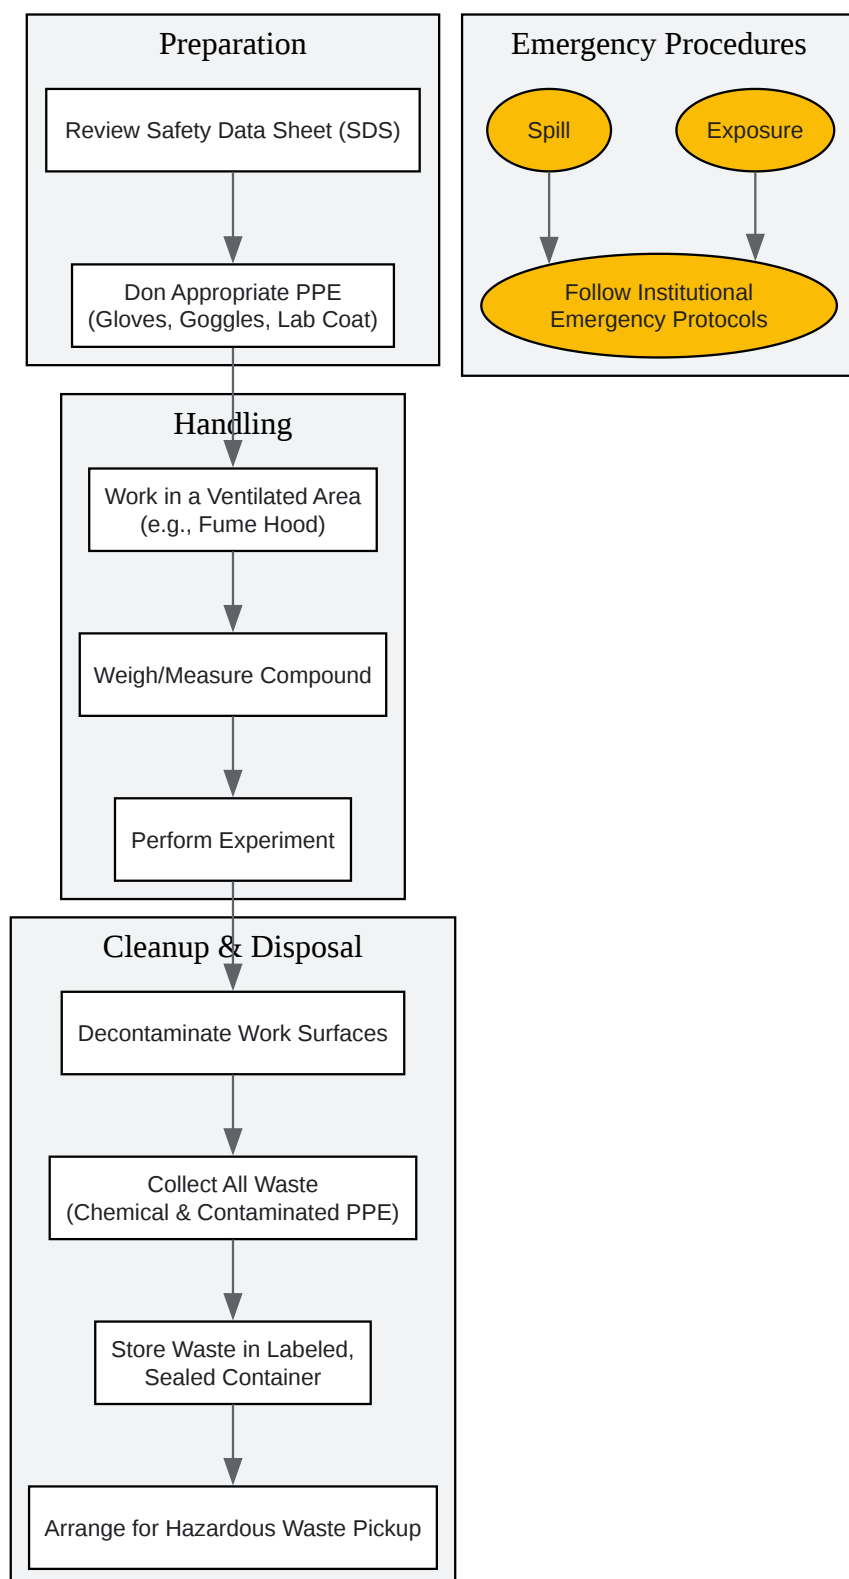 Preparation
Review Safety Data Sheet (SDS)
Don Appropriate PPE
(Gloves, Goggles, Lab Coat)
Handling
Work in a Ventilated Area
(e.g., Fume Hood)
Weigh/Measure Compound
Perform Experiment
Cleanup & Disposal
Decontaminate Work Surfaces
Collect All Waste
(Chemical & Contaminated PPE)
Store Waste in Labeled,
Sealed Container
Arrange for Hazardous Waste Pickup
Emergency Procedures
Spill
Exposure
Follow Institutional
Emergency Protocols